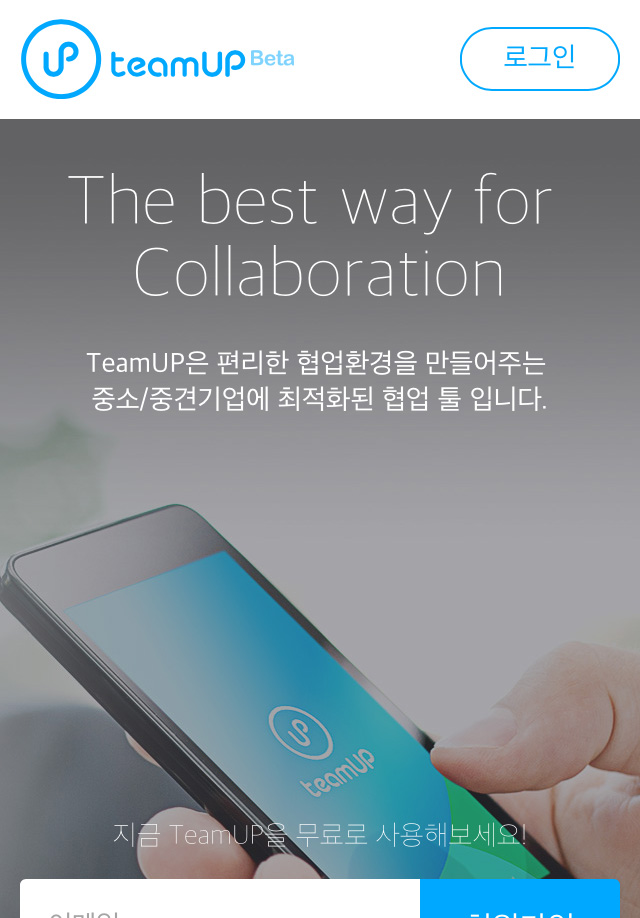 UP teamUP Beta
로그인
The best way for
Collaboration
TeamUP은 편리한 협업환경을 만들어주는
중소/중견기업에 최적화된 협업 툴 입니다.
UP
teamUP
지금 TeamUP을 무료로 사용해보세요!